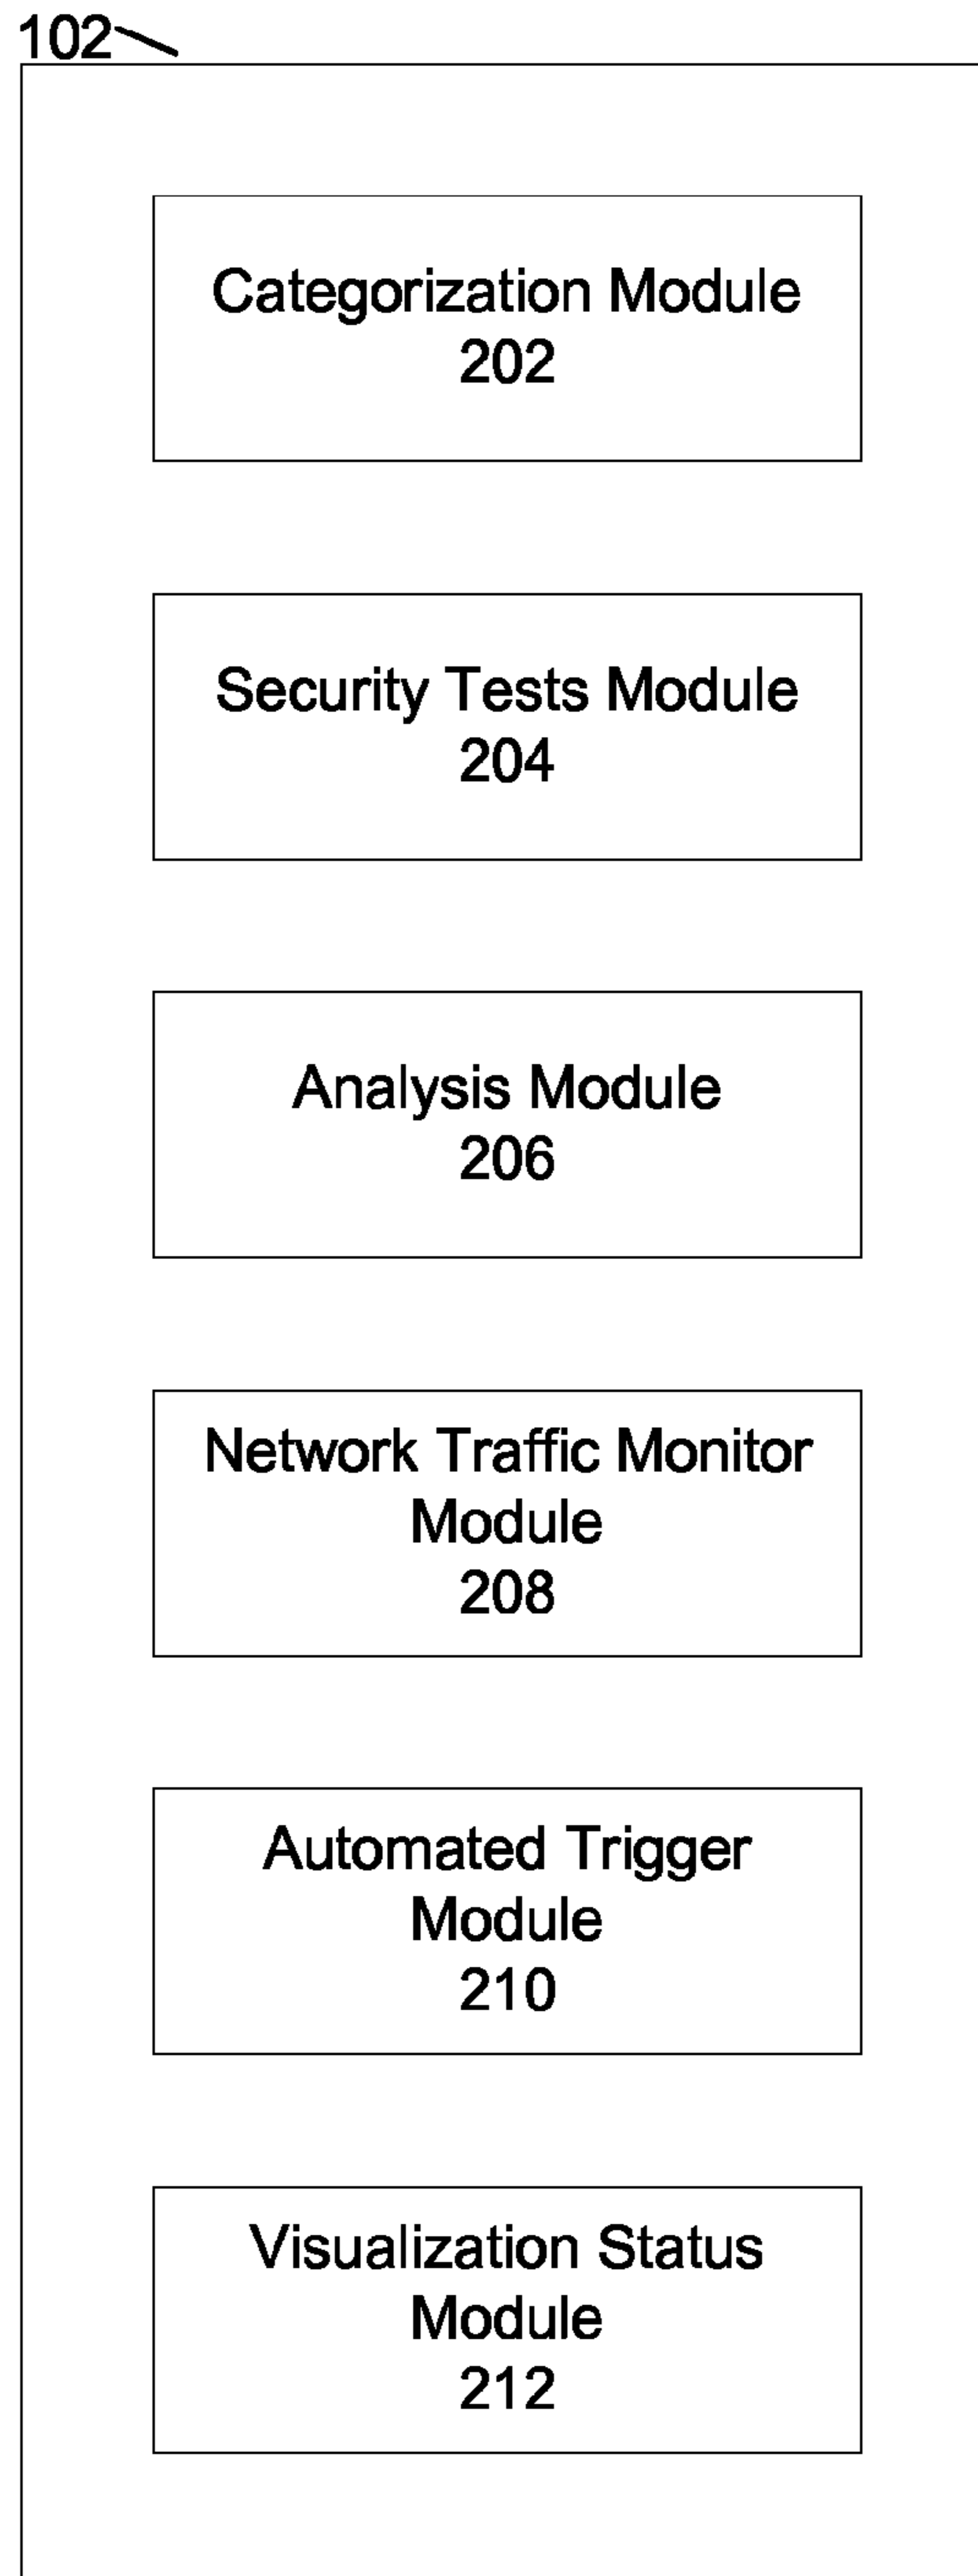 102
Categorization Module
202
Security Tests Module
204
Analysis Module
206
Network Traffic Monitor
Module
208
Automated Trigger
Module
210
Visualization Status
Module
212